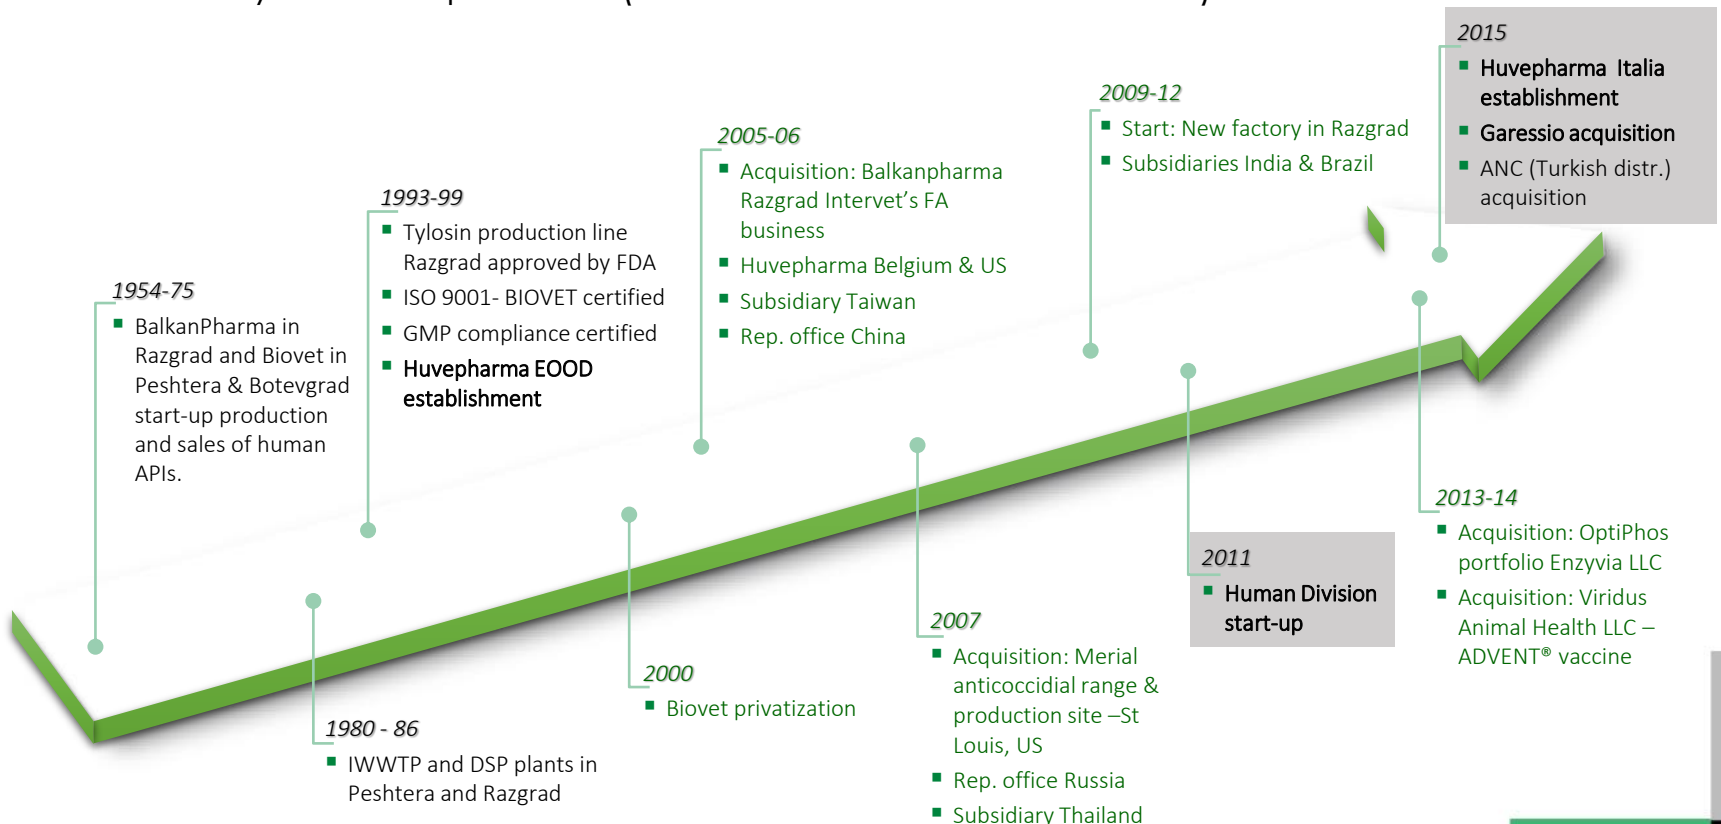 1954-75
BalkanPharma in
Razgrad and Biovet in
Peshtera & Botevgrad
start-up production
and sales of human
APIs.
1980 - 86
IWWTP and DSP plants in
Peshtera and Razgrad
1993-99
Tylosin production line
Razgrad approved by FDA
ISO 9001- BIOVET certified
GMP compliance certified
Huvepharma EOOD
establishment
2000
Biovet privatization
2005-06
Acquisition: Balkanpharma
Razgrad Intervet’s FA
business
Huvepharma Belgium & US
Subsidiary Taiwan
Rep. office China
2007
Acquisition: Merial
anticoccidial range &
production site –St
Louis, US
Rep. office Russia
Subsidiary Thailand
2009-12
Start: New factory in Razgrad
Subsidiaries India & Brazil
2011
Human Division
start-up
2013-14
Acquisition: OptiPhos
portfolio Enzyvia LLC
Acquisition: Viridus
Animal Health LLC –
ADVENT® vaccine
2015
Huvepharma Italia
establishment
Garessio acquisition
ANC (Turkish distr.)
acquisition